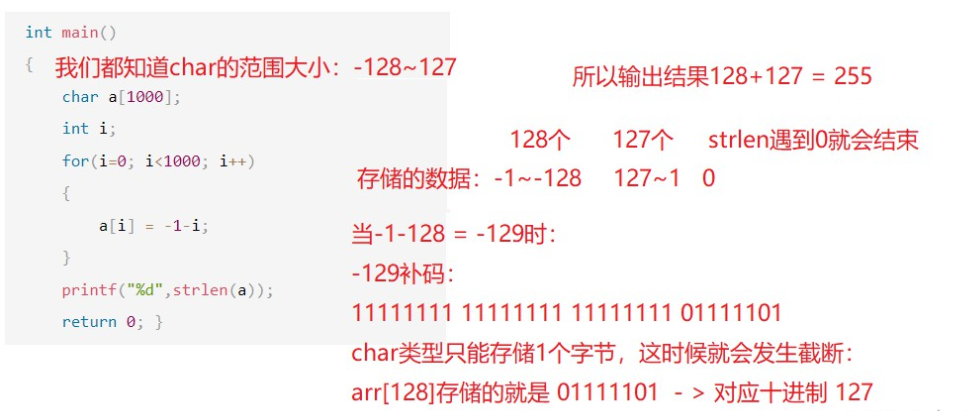 int main()
{ 我们都知道char的范围大小：-128~127
所以输出结果128+127 = 255
char a[1000];
int i;
128个 127个 strlen遇到0就会结束
for(i=0; i<1000; i++)
存储的数据：-1~-128 127~1 0
{
a[i] = -1-i;
当-1-128 = -129时：
}
-129补码：
printf("%d",strlen(a));
11111111 11111111 11111111 01111101
return 0; }
char类型只能存储1个字节，这时候就会发生截断：
arr[128]存储的就是 01111101 - > 对应十进制 127